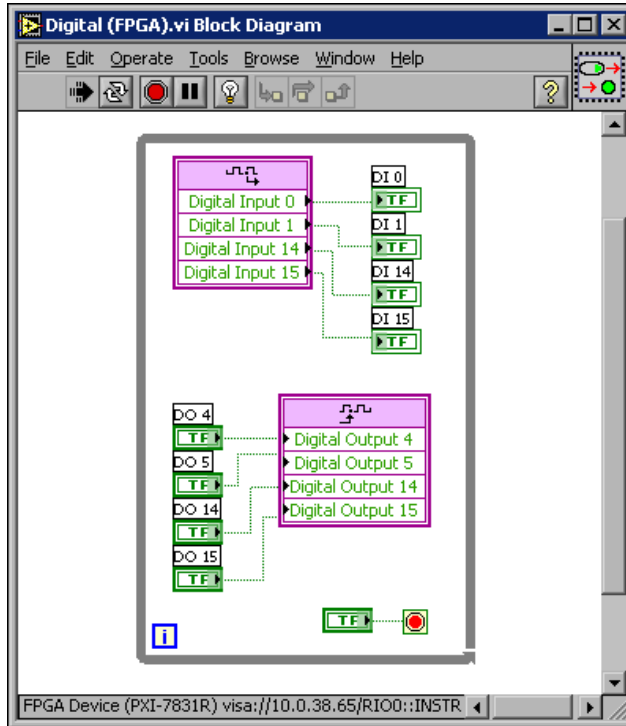 Digital (FPGA).vi Block Diagram
File Edit Operate Tools Browse Window Help
?
Digital Input 0
Digital Input 1
Digital Input 14
Digital Input 15
DI 0
TF
DI 1
TF
DI 14
TF
DI 15
TF
DO 4
TF
DO 5
TF
DO 14
TF
DO 15
TF
Digital Output 4
Digital Output 5
Digital Output 14
Digital Output 15
TF
i
FPGA Device (PXI-7831R) visa://10.0.38.65/RIO0::INSTR